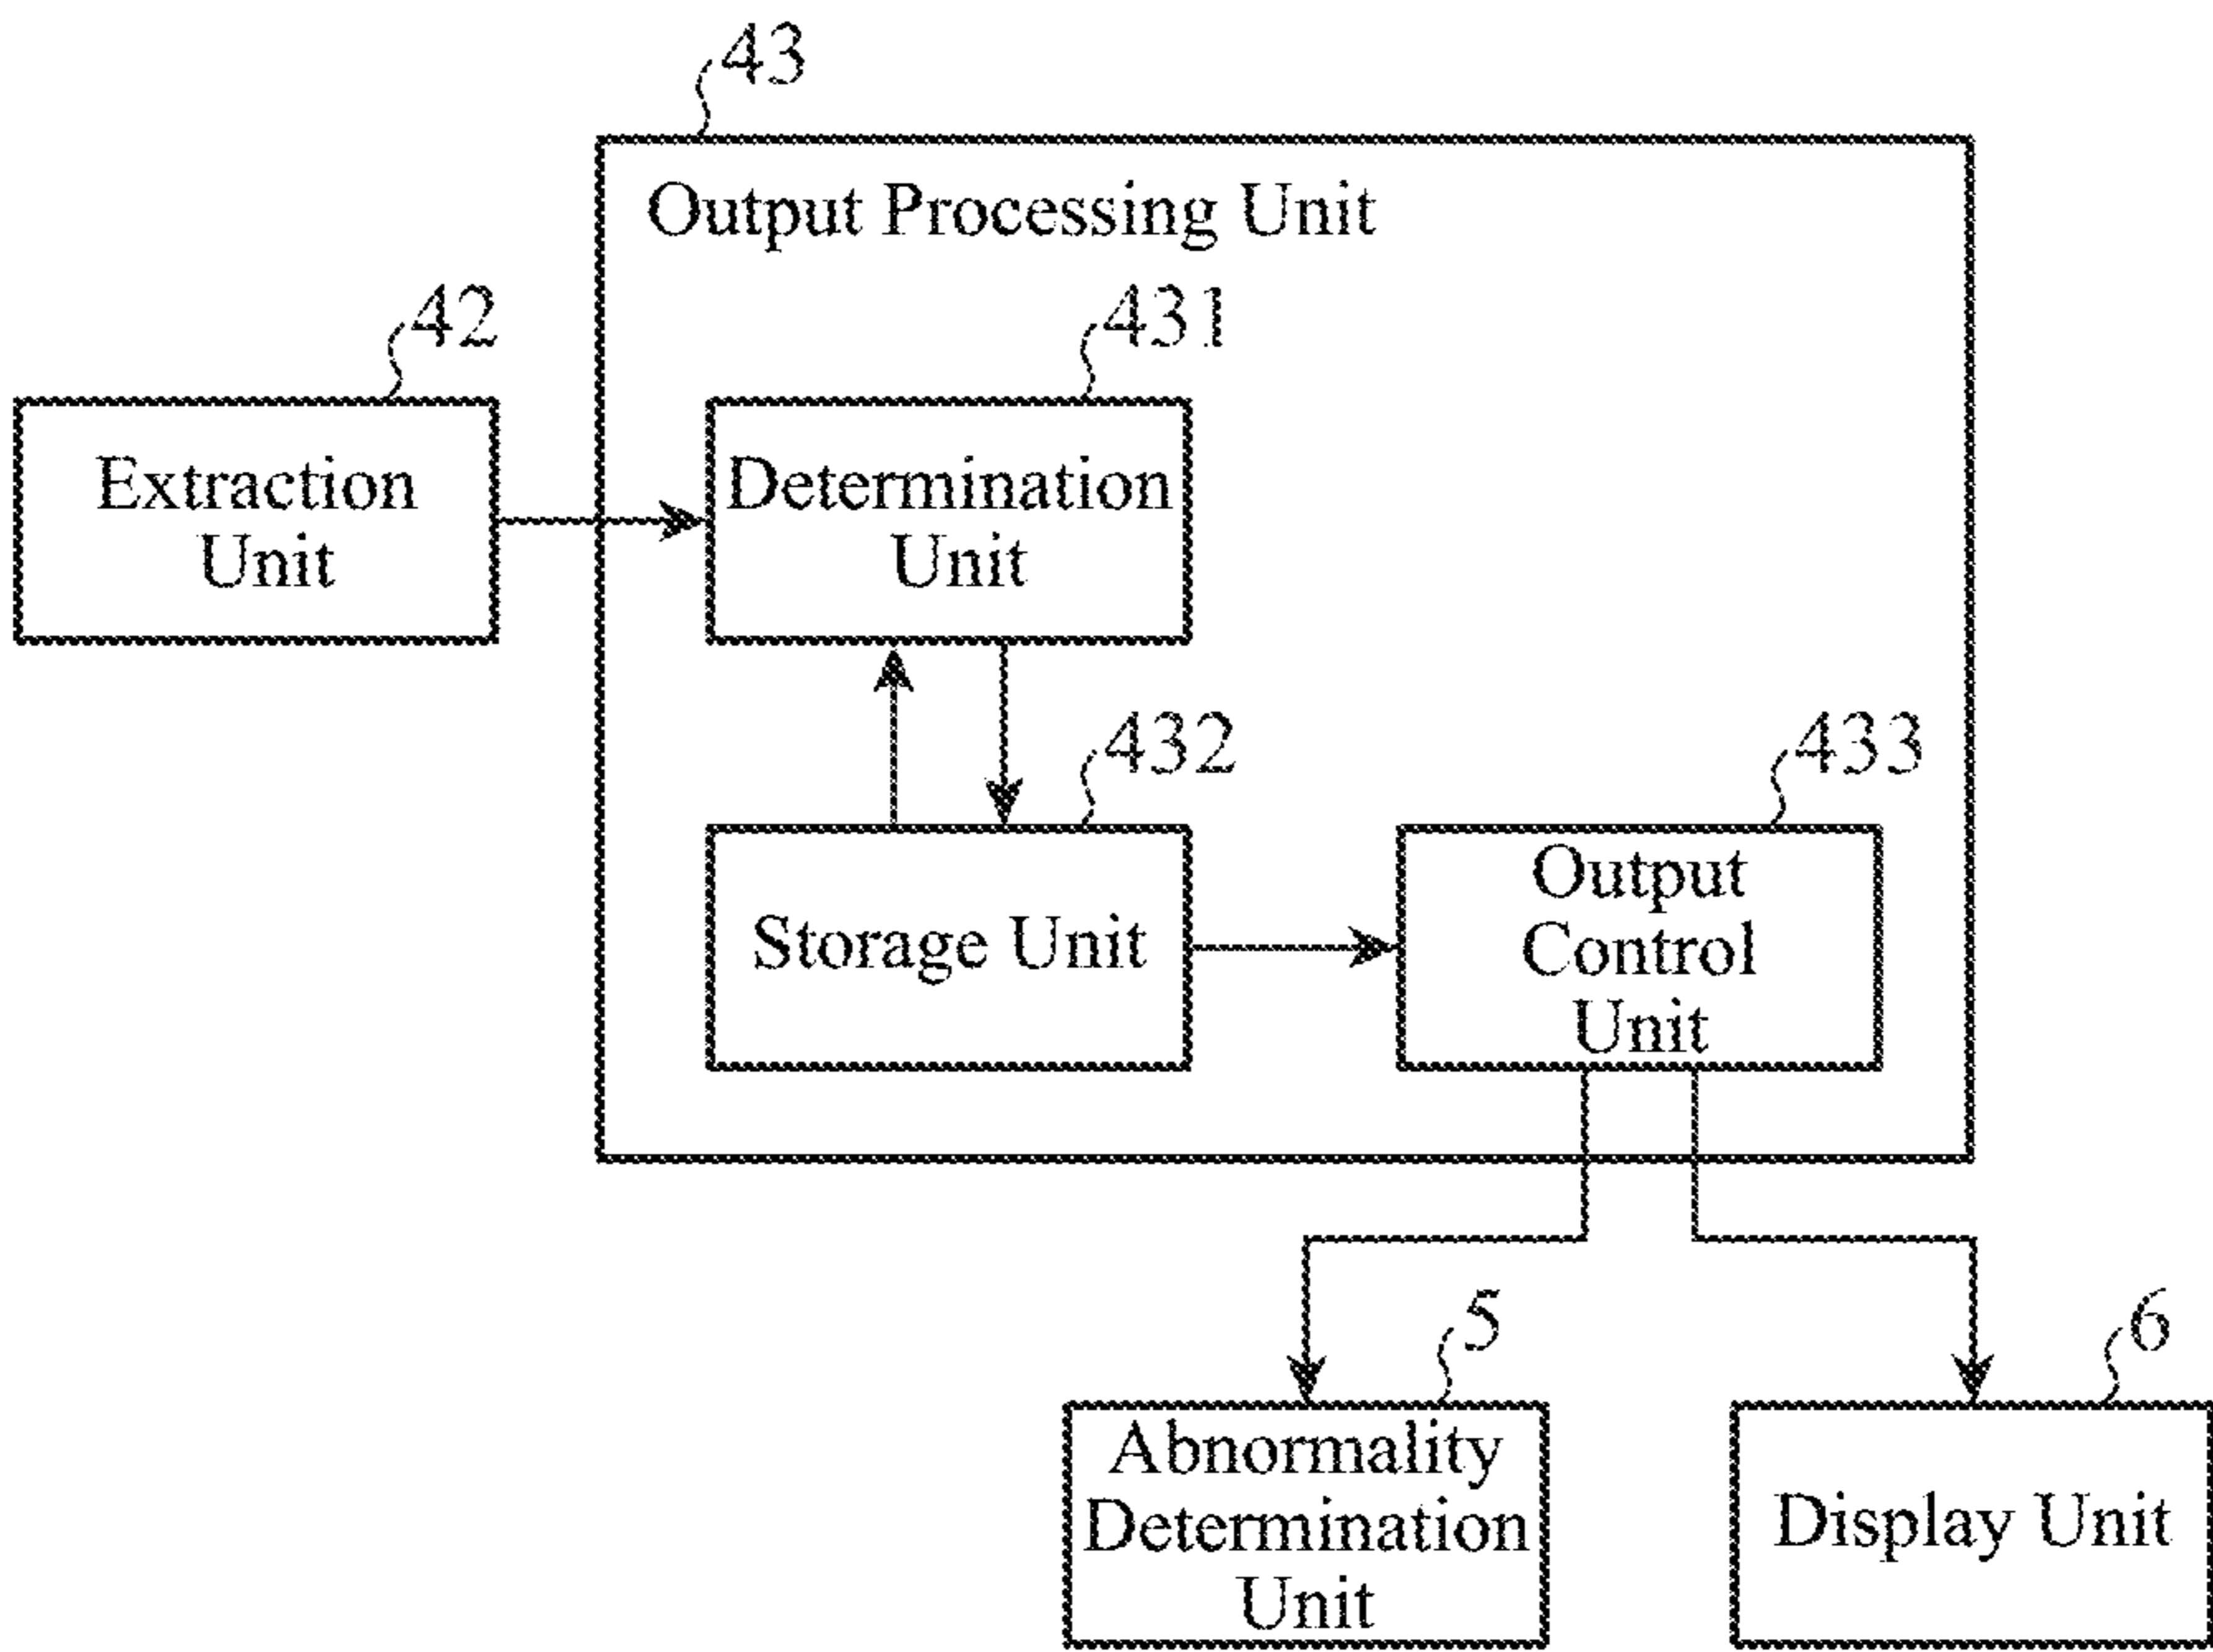 43
Output Processing Unit
42
431
Extraction
Unit
Determination
Unit
432
433
Storage Unit
Output
Control
Unit
5
6
Abnormality
Determination
Unit
Display Unit